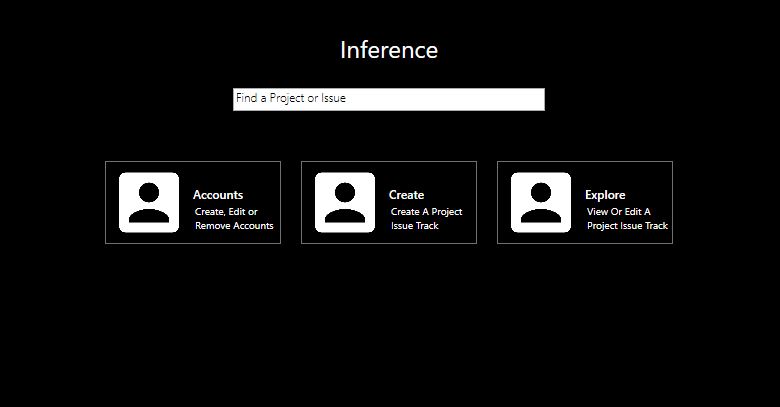 Inference
Find a Project or Issue
Accounts
Create, Edit or
Remove Accounts
Create
Create A Project
Issue Track
Explore
View Or Edit A
Project Issue Track